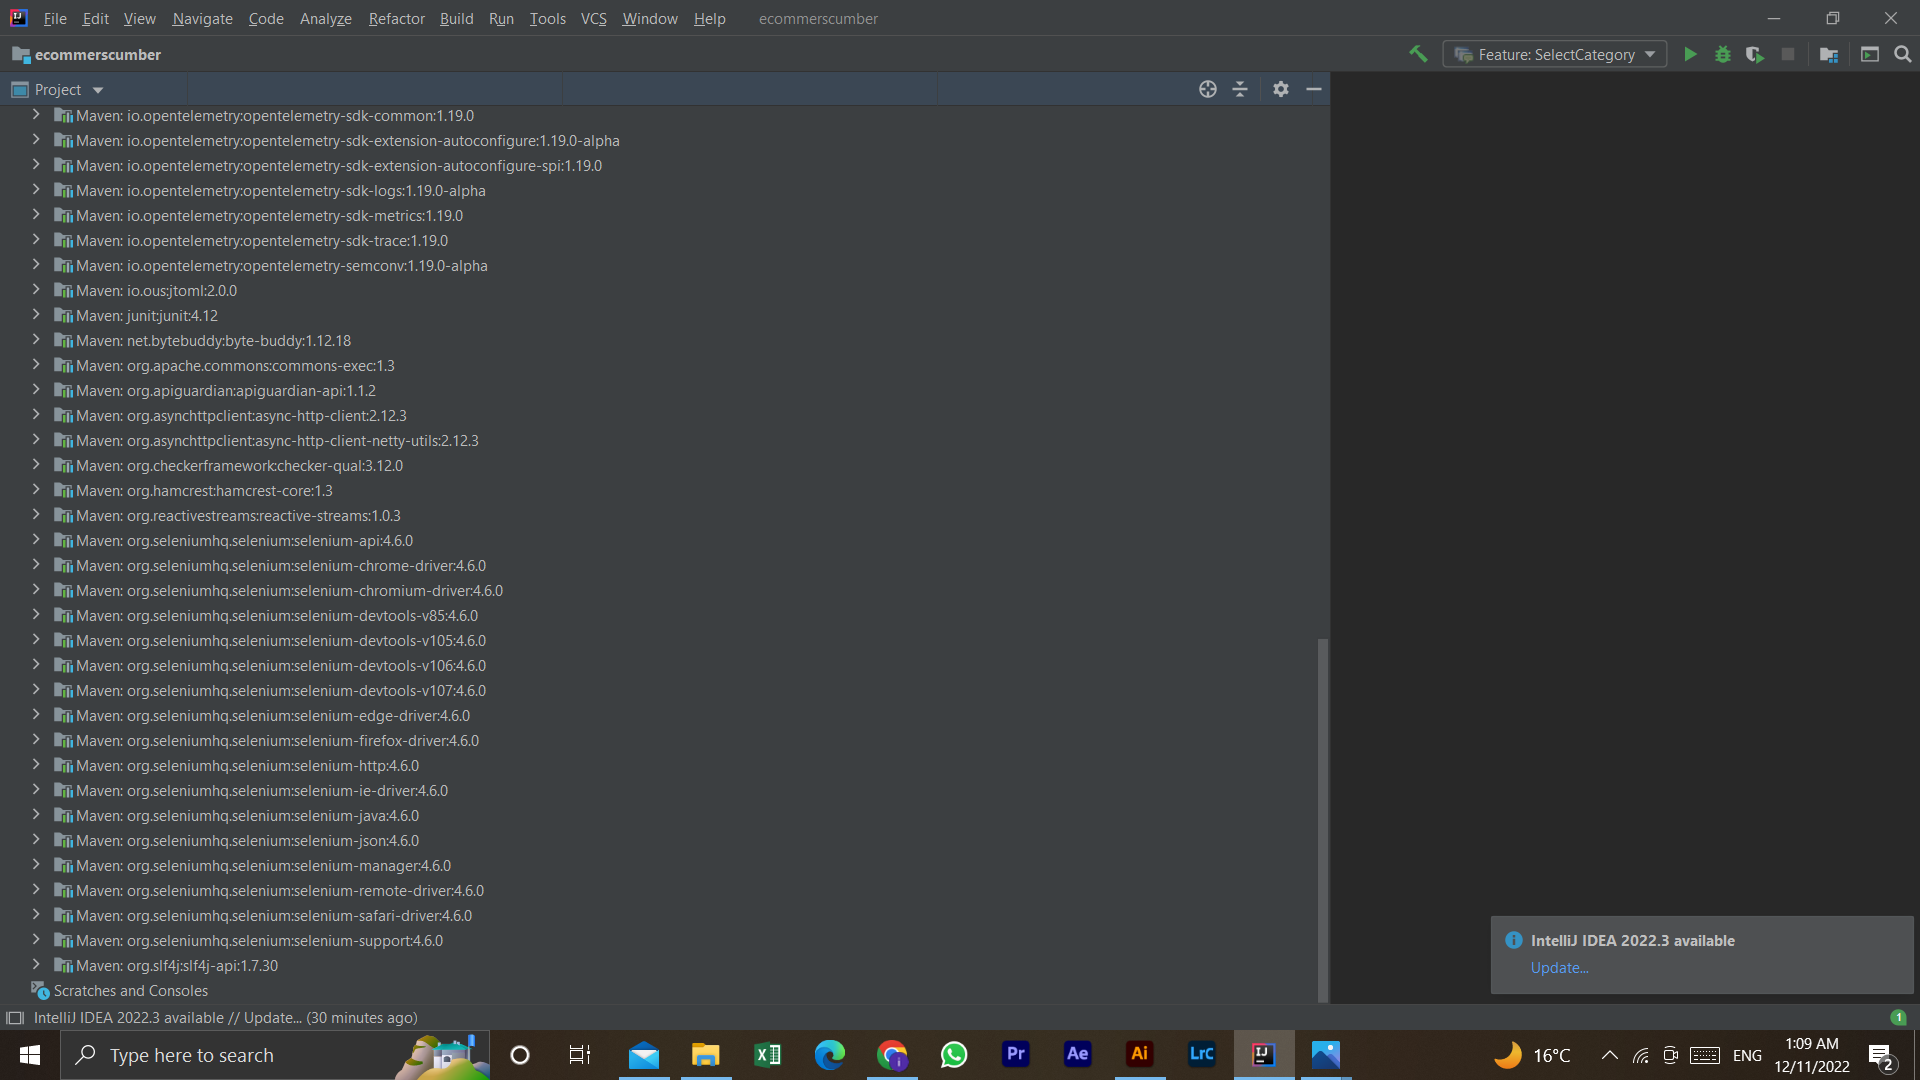 File Edit View Navigate Code Analyze Refactor Build Run Tools VCS Window Help ecommerscumber
ecommerscumber Feature: SelectCategory
Project
Maven: io.opentelemetry:opentelemetry-sdk-common:1.19.0
Maven: io.opentelemetry:opentelemetry-sdk-extension-autoconfigure:1.19.0-alpha
Maven: io.opentelemetry:opentelemetry-sdk-extension-autoconfigure-spi:1.19.0
Maven: io.opentelemetry:opentelemetry-sdk-logs:1.19.0-alpha
Maven: io.opentelemetry:opentelemetry-sdk-metrics:1.19.0
Maven: io.opentelemetry:opentelemetry-sdk-trace:1.19.0
Maven: io.opentelemetry:opentelemetry-semconv:1.19.0-alpha
Maven: io.ous:jtoml:2.0.0
Maven: junit:junit:4.12
Maven: net.bytebuddy:byte-buddy:1.12.18
Maven: org.apache.commons:commons-exec:1.3
Maven: org.apiguardian:apiguardian-api:1.1.2
Maven: org.asynchttpclient:async-http-client:2.12.3
Maven: org.asynchttpclient:async-http-client-netty-utils:2.12.3
Maven: org.checkerframework:checker-qual:3.12.0
Maven: org.hamcrest:hamcrest-core:1.3
Maven: org.reactivestreams:reactive-streams:1.0.3
Maven: org.seleniumhq.selenium:selenium-api:4.6.0
Maven: org.seleniumhq.selenium:selenium-chrome-driver:4.6.0
Maven: org.seleniumhq.selenium:selenium-chromium-driver:4.6.0
Maven: org.seleniumhq.selenium:selenium-devtools-v85:4.6.0
Maven: org.seleniumhq.selenium:selenium-devtools-v105:4.6.0
Maven: org.seleniumhq.selenium:selenium-devtools-v106:4.6.0
Maven: org.seleniumhq.selenium:selenium-devtools-v107:4.6.0
Maven: org.seleniumhq.selenium:selenium-edge-driver:4.6.0
Maven: org.seleniumhq.selenium:selenium-firefox-driver:4.6.0
Maven: org.seleniumhq.selenium:selenium-http:4.6.0
Maven: org.seleniumhq.selenium:selenium-ie-driver:4.6.0
Maven: org.seleniumhq.selenium:selenium-java:4.6.0
Maven: org.seleniumhq.selenium:selenium-json:4.6.0
Maven: org.seleniumhq.selenium:selenium-manager:4.6.0
Maven: org.seleniumhq.selenium:selenium-remote-driver:4.6.0
Maven: org.seleniumhq.selenium:selenium-safari-driver:4.6.0
Maven: org.seleniumhq.selenium:selenium-support:4.6.0
Maven: org.slf4j:slf4j-api:1.7.30
Scratches and Consoles
IntelliJ IDEA 2022.3 available
Update...
IntelliJ IDEA 2022.3 available // Update... (30 minutes ago) 1
Type here to search Pr Ae Ai LrC IJ 16°C ENG 1:09 AM
12/11/2022 2